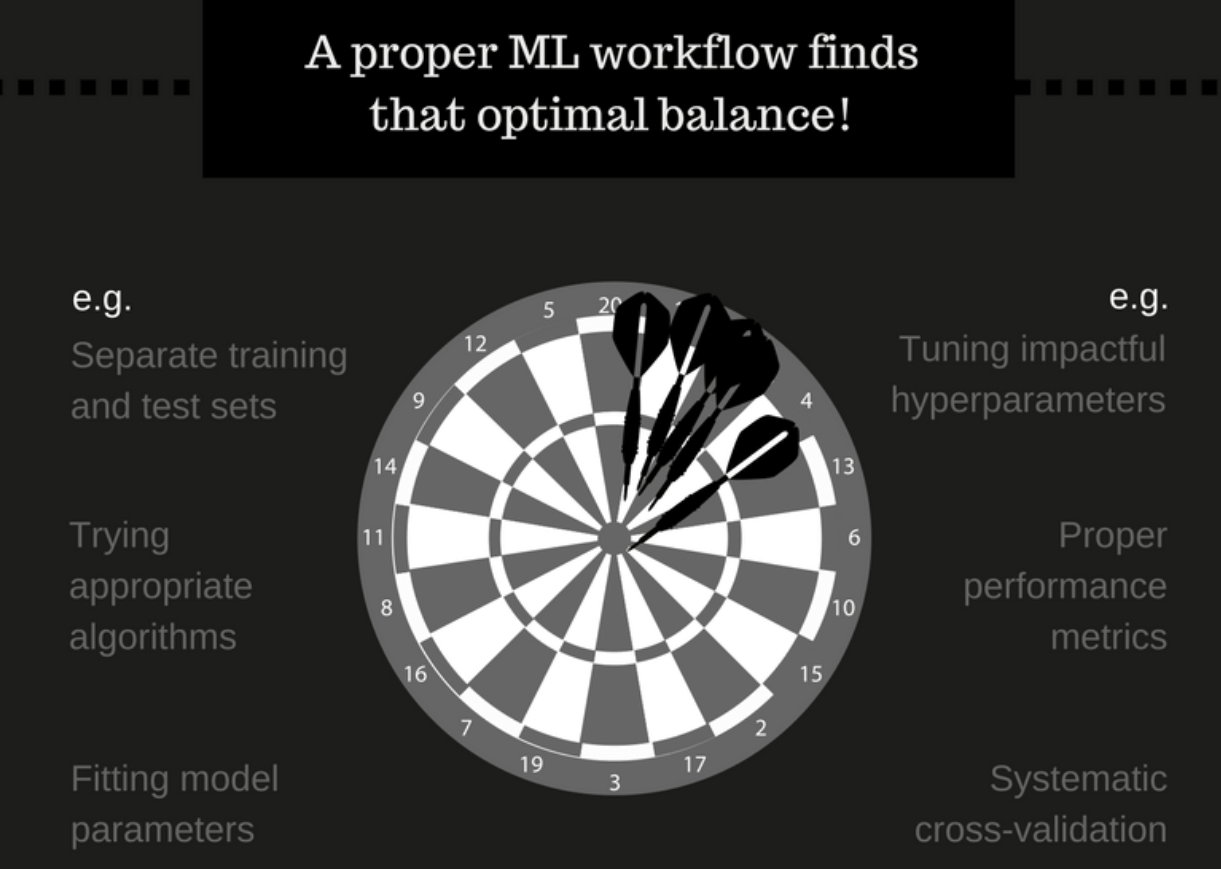 A proper ML workflow finds
that optimal balance!
e.g.
Separate training
and test sets
Trying
appropriate
algorithms
Fitting model
parameters
e.g.
Tuning impactful
hyperparameters
Proper
performance
metrics
Systematic
cross-validation
20
5
12
9
14
11
8
16
7
19
3
17
2
15
10
6
13
4